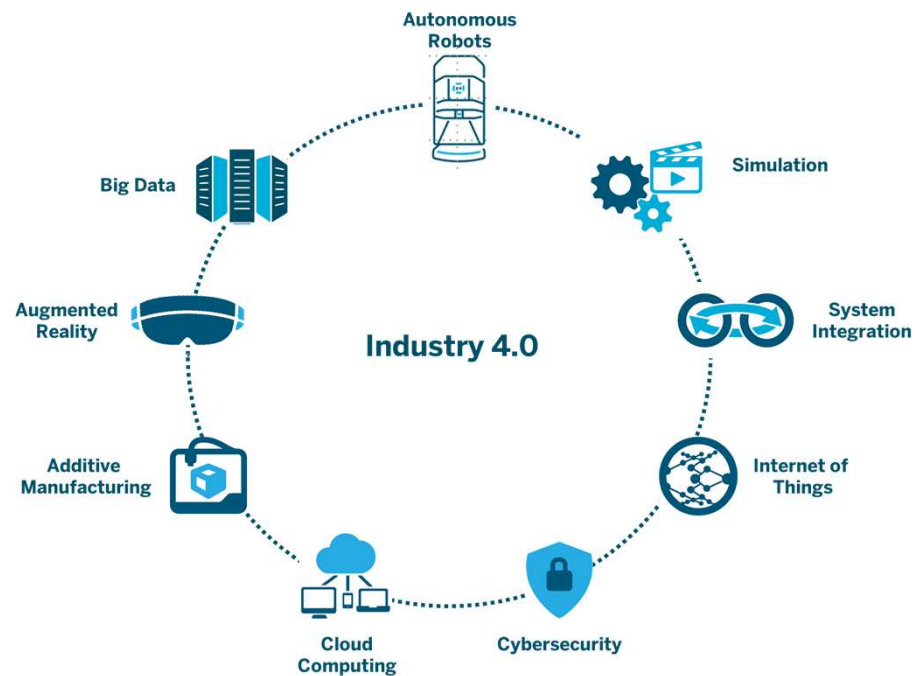 Autonomous
Robots
Simulation
System
Integration
Internet of
Things
Cybersecurity
Cloud
Computing
Additive
Manufacturing
Augmented
Reality
Big Data
Industry 4.0